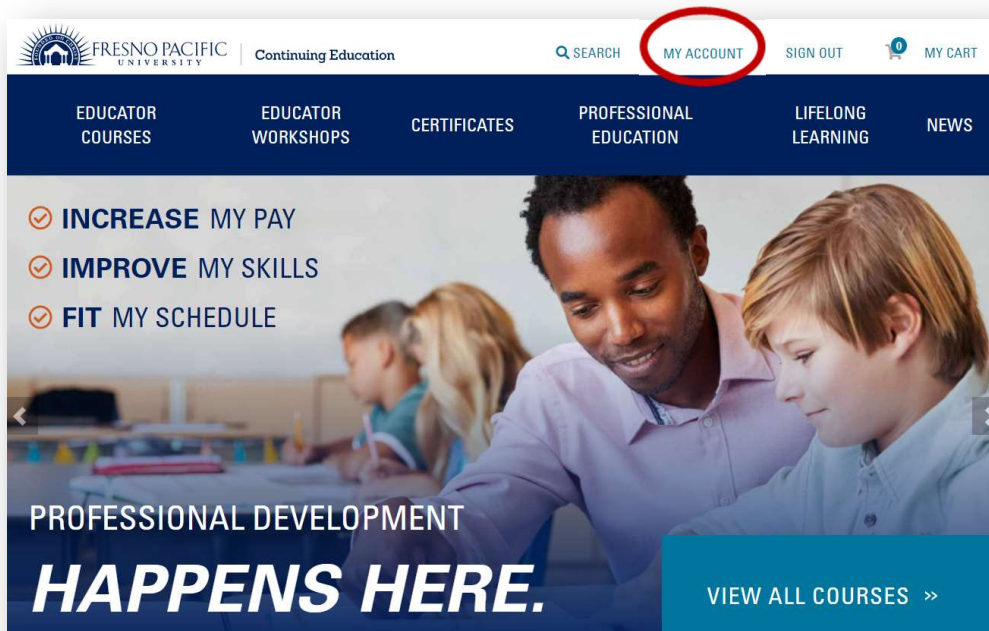 FRESNO PACIFIC
UNIVERSITY
Continuing Education
SEARCH
MY ACCOUNT
SIGN OUT
0
MY CART
EDUCATOR
COURSES
EDUCATOR
WORKSHOPS
CERTIFICATES
PROFESSIONAL
EDUCATION
LIFELONG
LEARNING
NEWS
INCREASE MY PAY
IMPROVE MY SKILLS
FIT MY SCHEDULE
PROFESSIONAL DEVELOPMENT
HAPPENS HERE.
VIEW ALL COURSES »